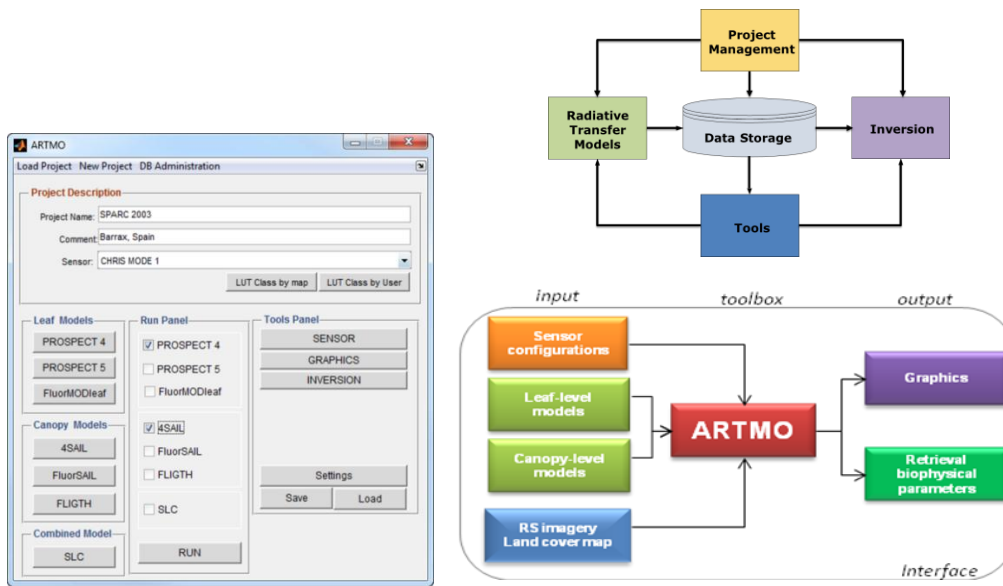 ARTMO
Load Project New Project DB Administration
Project Description
Project Name: SPARC 2003
Comment: Barrax, Spain
Sensor: CHRIS MODE 1
LUT Class by map LUT Class by User
Leaf Models
PROSPECT 4
PROSPECT 5
FluorMODleaf
Canopy Models
4SAIL
FluorSAIL
FLIGTH
Combined Model
SLC
Run Panel
PROSPECT 4
PROSPECT 5
FluorMODleaf
4SAIL
FluorSAIL
FLIGTH
SLC
RUN
Tools Panel
SENSOR
GRAPHICS
INVERSION
Settings
Save Load
Project
Management
Radiative
Transfer
Models
Data Storage
Inversion
Tools
input toolbox output
Sensor
configurations
Leaf-level
models
Canopy-level
models
RS imagery
Land cover map
ARTMO
Graphics
Retrieval
biophysical
parameters
Interface